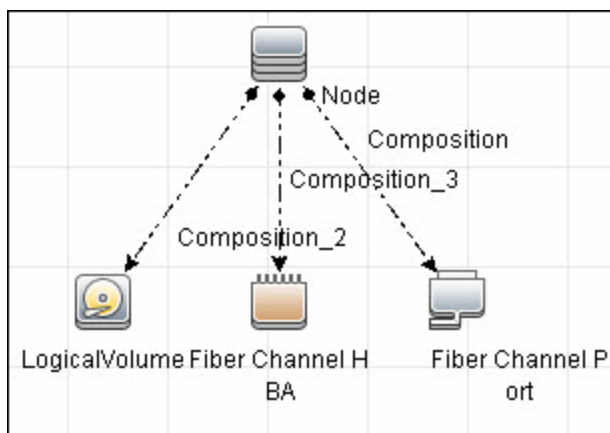 Node
Composition
Composition_3
Composition_2
LogicalVolume
Fiber Channel H
BA
Fiber Channel P
ort